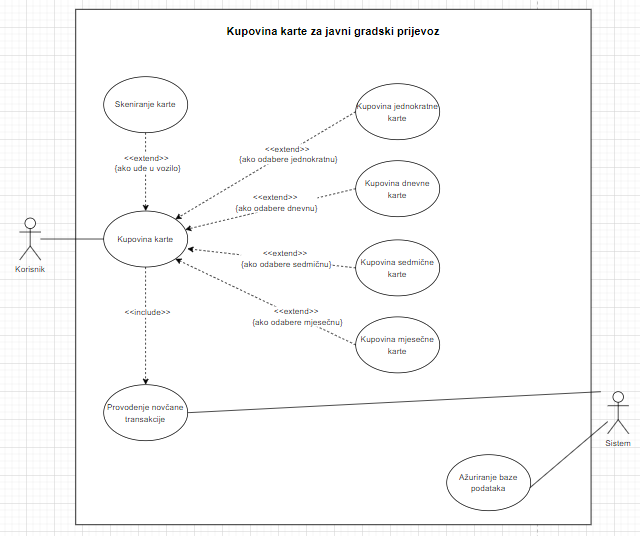 Kupovina karte za javni gradski prijevoz
Skeniranje karte
<<extend>>
{ako uđe u vozilo}
Kupovina karte
Korisnik
<<include>>
Provođenje novčane
transakcije
Kupovina jednokratne
karte
<<extend>>
{ako odabere jednokratnu}
Kupovina dnevne
karte
<<extend>>
{ako odabere dnevnu}
Kupovina sedmične
karte
<<extend>>
{ako odabere sedmičnu}
Kupovina mjesečne
karte
<<extend>>
{ako odabere mjesečnu}
Sistem
Ažuriranje baze
podataka